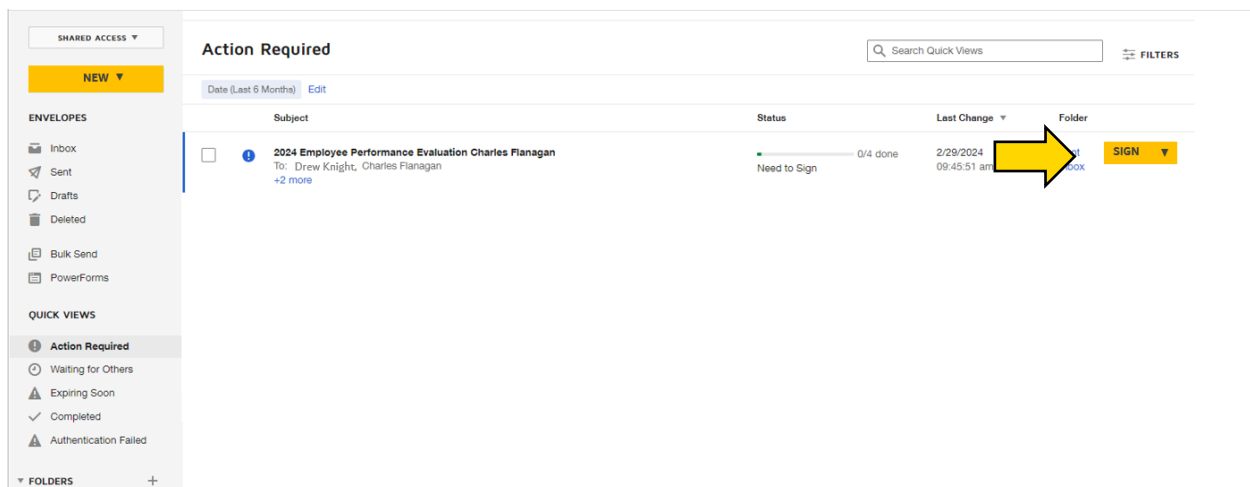 SHARED ACCESS
NEW
ENVELOPES
Inbox
Sent
Drafts
Deleted
Bulk Send
PowerForms
QUICK VIEWS
Action Required
Waiting for Others
Expiring Soon
Completed
Authentication Failed
FOLDERS
Action Required
Search Quick Views
FILTERS
Date (Last 6 Months) Edit
Subject Status Last Change Folder
2024 Employee Performance Evaluation Charles Flanagan
To: Drew Knight, Charles Flanagan
+2 more
0/4 done
Need to Sign
2/29/2024
09:45:51 am
SIGN